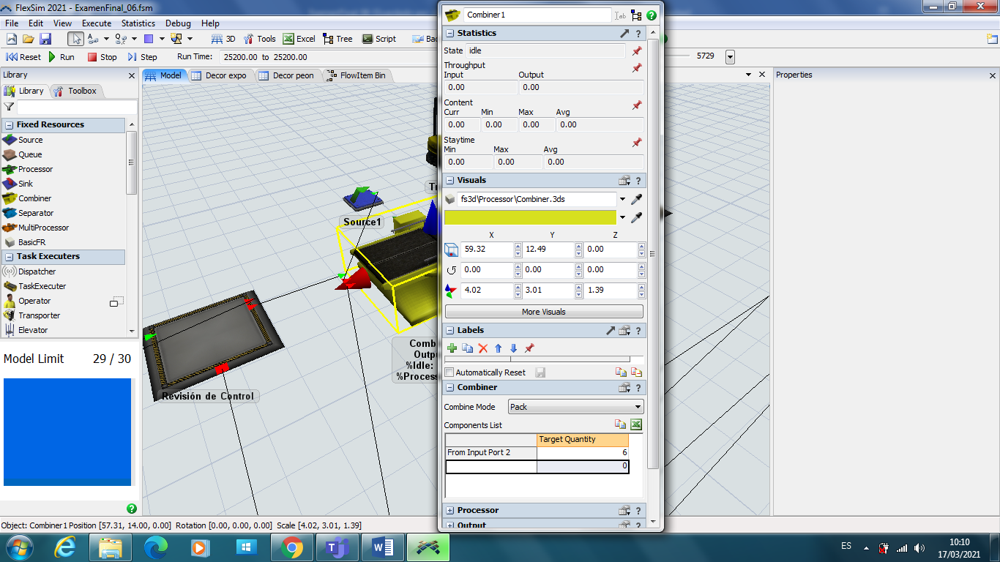 FlexSim 2021 - ExamenFinal_06.fsm
File Edit View Execute Statistics Debug Help
3D Tools Excel Tree Script
Reset Run Stop Step Run Time: 25200.00 to 25200.00 5729
Library
Library Toolbox
Fixed Resources
Source
Queue
Processor
Sink
Combiner
Separator
MultiProcessor
BasicFR
Task Executers
Dispatcher
TaskExecuter
Operator
Transporter
Elevator
Model Limit 29 / 30
Model Decor expo Decor peon FlowItem Bin
Source1
Revisión de Control
Comb
Outp
%Idle:
%Process
Combiner1
Statistics
State idle
Throughput
Input Output
0.00 0.00
Content
Curr Min Max Avg
0.00 0.00 0.00 0.00
Staytime
Min Max Avg
0.00 0.00 0.00
Visuals
fs3d\Processor\Combiner.3ds
X Y Z
59.32 12.49 0.00
0.00 0.00 0.00
4.02 3.01 1.39
More Visuals
Labels
Automatically Reset
Combiner
Combine Mode Pack
Components List
Target Quantity
From Input Port 2 6
0
Processor
Output
Properties
Object: Combiner1 Position [57.31, 14.00, 0.00] Rotation [0.00, 0.00, 0.00] Scale [4.02, 3.01, 1.39]
ES
10:10
17/03/2021